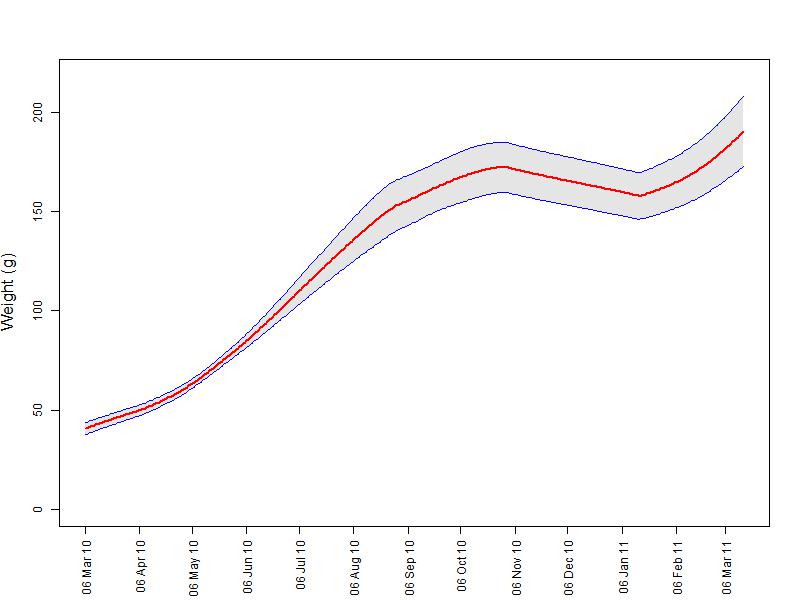 Weight (g)
200
150
100
50
0
06 Mar 10
06 Apr 10
06 May 10
06 Jun 10
06 Jul 10
06 Aug 10
06 Sep 10
06 Oct 10
06 Nov 10
06 Dec 10
06 Jan 11
06 Feb 11
06 Mar 11